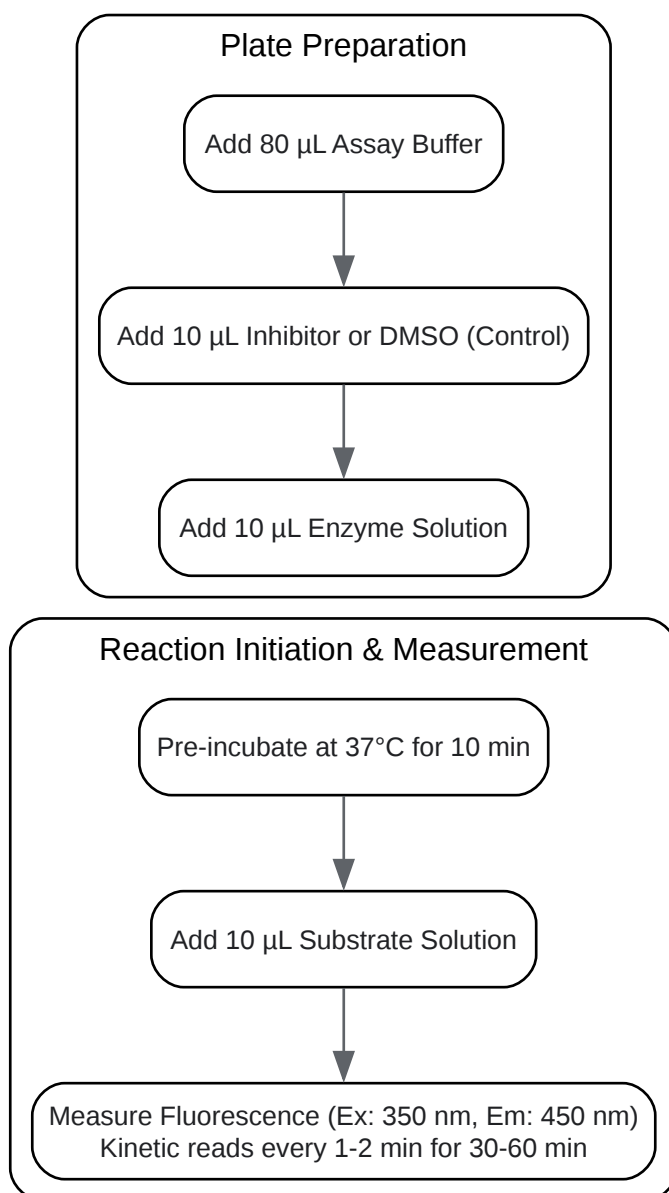 Plate Preparation
Add 80 µL Assay Buffer
Add 10 µL Inhibitor or DMSO (Control)
Add 10 µL Enzyme Solution
Reaction Initiation & Measurement
Pre-incubate at 37°C for 10 min
Add 10 µL Substrate Solution
Measure Fluorescence (Ex: 350 nm, Em: 450 nm)
Kinetic reads every 1-2 min for 30-60 min